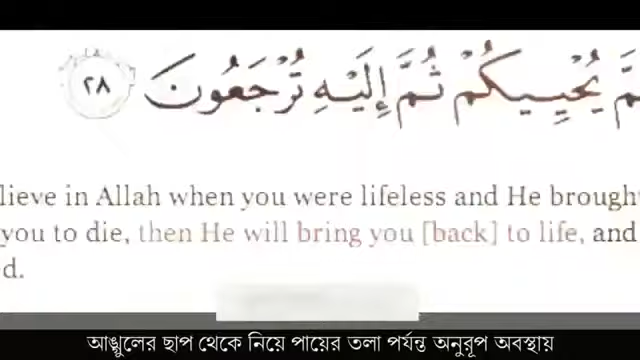 مَّ يُحْيِيكُمْ ثُمَّ إِلَيْهِ تُرْجَعُونَ ٢٨
lieve in Allah when you were lifeless and He brought
you to die, then He will bring you [back] to life, and
d.
আঙ্গুলের ছাপ থেকে নিয়ে পায়ের তলা পর্যন্ত অনুরূপ অবস্থায়